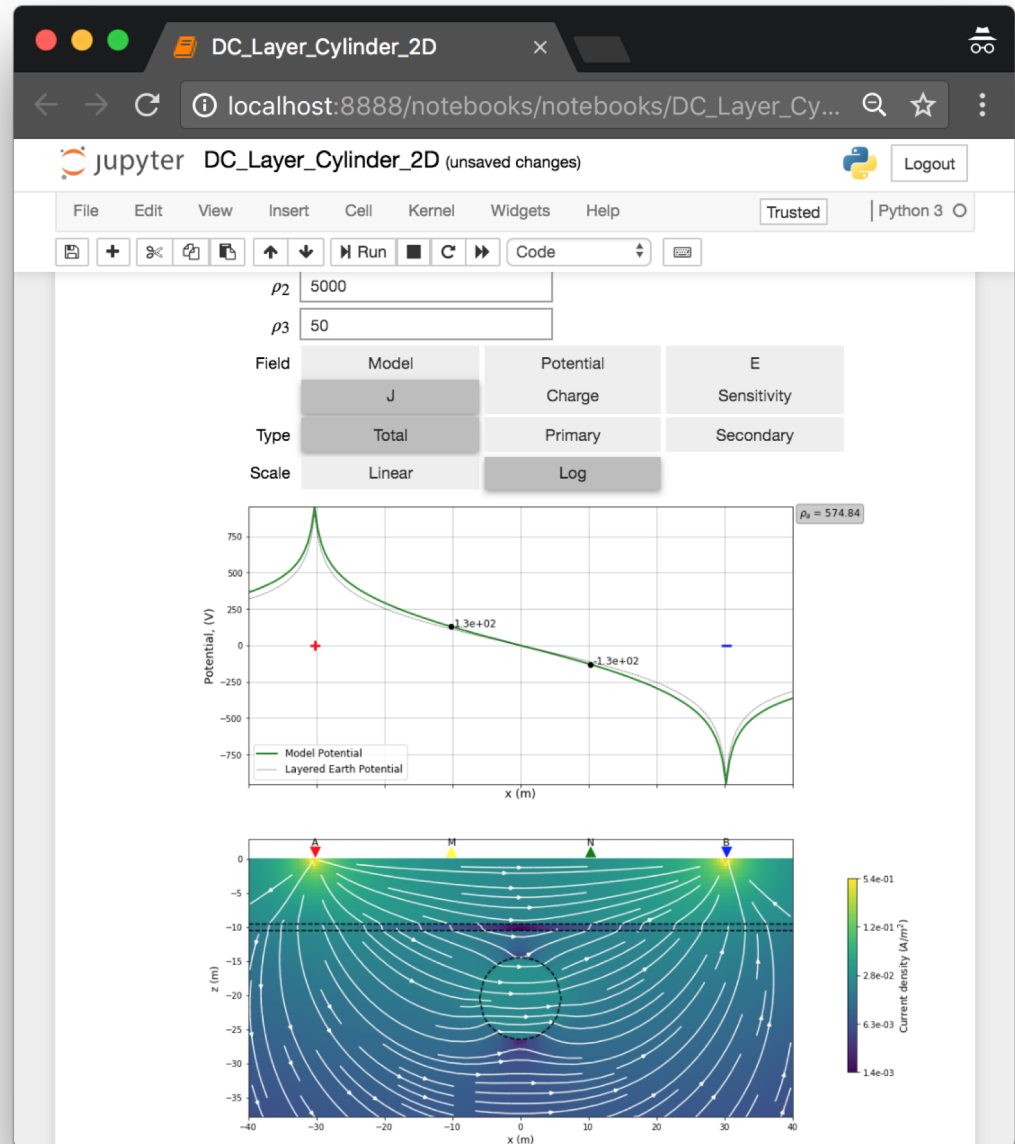 DC_Layer_Cylinder_2D ×
localhost:8888/notebooks/notebooks/DC_Layer_Cy...
jupyter DC_Layer_Cylinder_2D (unsaved changes) Logout
File Edit View Insert Cell Kernel Widgets Help Trusted Python 3
Run Code
ρ2 5000
ρ3 50
Field Model Potential E
J Charge Sensitivity
Type Total Primary Secondary
Scale Linear Log
ρa = 574.84
750
500
250
0
−250
−500
−750
Potential, (V)
1.3e+02
-1.3e+02
+
−
Model Potential
Layered Earth Potential
x (m)
A M N B
0
−5
−10
−15
−20
−25
−30
−35
z (m)
−40 −30 −20 −10 0 10 20 30 40
x (m)
5.4e-01
1.2e-01
2.8e-02
6.3e-03
1.4e-03
Current density (A/m²)